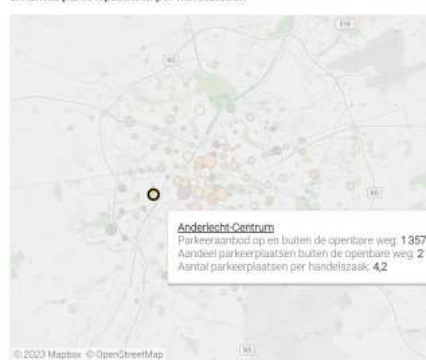 Anderlecht-Centrum
Parkeeraanbod op en buiten de openbare weg: 1 357
Aandeel parkeerplaatsen buiten de openbare weg: 2
Aantal parkeerplaatsen per handelszaak: 4,2
© 2023 Mapbox © OpenStreetMap